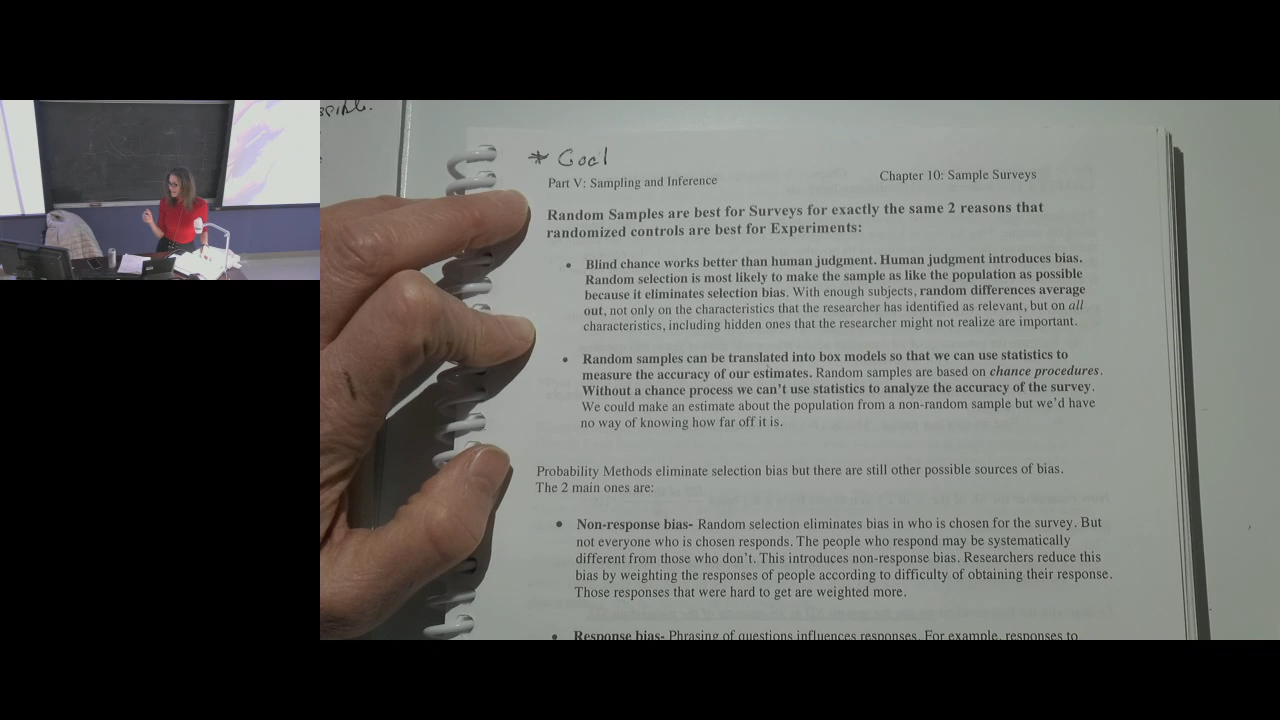 * Goal
Part V: Sampling and Inference
Chapter 10: Sample Surveys
Random Samples are best for Surveys for exactly the same 2 reasons that
randomized controls are best for Experiments:
• Blind chance works better than human judgment. Human judgment introduces bias.
Random selection is most likely to make the sample as like the population as possible
because it eliminates selection bias. With enough subjects, random differences average
out, not only on the characteristics that the researcher has identified as relevant, but on all
characteristics, including hidden ones that the researcher might not realize are important.
• Random samples can be translated into box models so that we can use statistics to
measure the accuracy of our estimates. Random samples are based on chance procedures.
Without a chance process we can't use statistics to analyze the accuracy of the survey.
We could make an estimate about the population from a non-random sample but we'd have
no way of knowing how far off it is.
Probability Methods eliminate selection bias but there are still other possible sources of bias.
The 2 main ones are:
• Non-response bias- Random selection eliminates bias in who is chosen for the survey. But
not everyone who is chosen responds. The people who respond may be systematically
different from those who don't. This introduces non-response bias. Researchers reduce this
bias by weighting the responses of people according to difficulty of obtaining their response.
Those responses that were hard to get are weighted more.
• Response bias- Phrasing of questions influences responses. For example, responses to